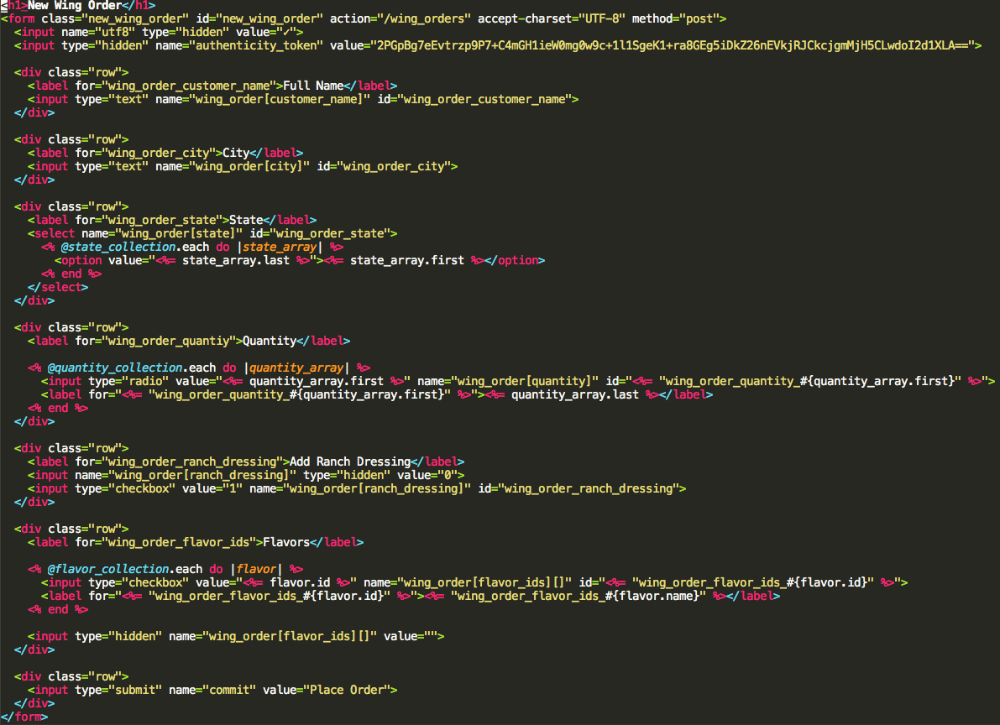 <h1>New Wing Order</h1>
<form class="new_wing_order" id="new_wing_order" action="/wing_orders" accept-charset="UTF-8" method="post">
  <input name="utf8" type="hidden" value="✓">
  <input type="hidden" name="authenticity_token" value="2PGpBg7eEvtrzp9P7+C4mGH1ieW0mg0w9c+1l1SgeK1+ra8GEg5iDkZ26nEVkjRJCkcjgmMjH5CLwdoI2d1XLA==">

  <div class="row">
    <label for="wing_order_customer_name">Full Name</label>
    <input type="text" name="wing_order[customer_name]" id="wing_order_customer_name">
  </div>

  <div class="row">
    <label for="wing_order_city">City</label>
    <input type="text" name="wing_order[city]" id="wing_order_city">
  </div>

  <div class="row">
    <label for="wing_order_state">State</label>
    <select name="wing_order[state]" id="wing_order_state">
      <% @state_collection.each do |state_array| %>
        <option value="<%= state_array.last %>"><%= state_array.first %></option>
      <% end %>
    </select>
  </div>

  <div class="row">
    <label for="wing_order_quantiy">Quantity</label>

    <% @quantity_collection.each do |quantity_array| %>
      <input type="radio" value="<%= quantity_array.first %>" name="wing_order[quantity]" id="<%= "wing_order_quantity_#{quantity_array.first}" %>">
      <label for="<%= "wing_order_quantity_#{quantity_array.first}" %>"><%= quantity_array.last %></label>
    <% end %>
  </div>

  <div class="row">
    <label for="wing_order_ranch_dressing">Add Ranch Dressing</label>
    <input name="wing_order[ranch_dressing]" type="hidden" value="0">
    <input type="checkbox" value="1" name="wing_order[ranch_dressing]" id="wing_order_ranch_dressing">
  </div>

  <div class="row">
    <label for="wing_order_flavor_ids">Flavors</label>

    <% @flavor_collection.each do |flavor| %>
      <input type="checkbox" value="<%= flavor.id %>" name="wing_order[flavor_ids][]" id="<%= "wing_order_flavor_ids_#{flavor.id}" %>">
      <label for="<%= "wing_order_flavor_ids_#{flavor.id}" %>"><%= "wing_order_flavor_ids_#{flavor.name}" %></label>
    <% end %>

    <input type="hidden" name="wing_order[flavor_ids][]" value="">
  </div>

  <div class="row">
    <input type="submit" name="commit" value="Place Order">
  </div>
</form>